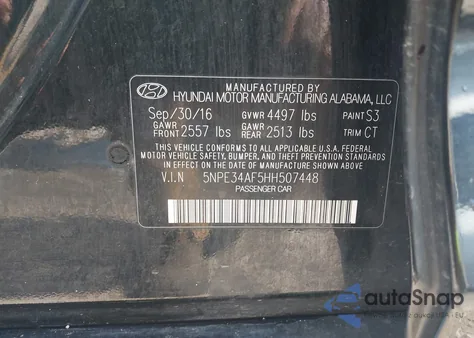 MANUFACTURED BY
HYUNDAI MOTOR MANUFACTURING ALABAMA, LLC
Sep/30/16 GVWR 4497 lbs PAINT S3
GAWR FRONT 2557 lbs GAWR REAR 2513 lbs TRIM CT
THIS VEHICLE CONFORMS TO ALL APPLICABLE U.S.A. FEDERAL MOTOR
VEHICLE SAFETY, BUMPER, AND THEFT PREVENTION STANDARDS IN
EFFECT ON THE DATE OF MANUFACTURE SHOWN ABOVE.
V.I.N 5NPE34AF5HH507448
PASSENGER CAR
autoSnap